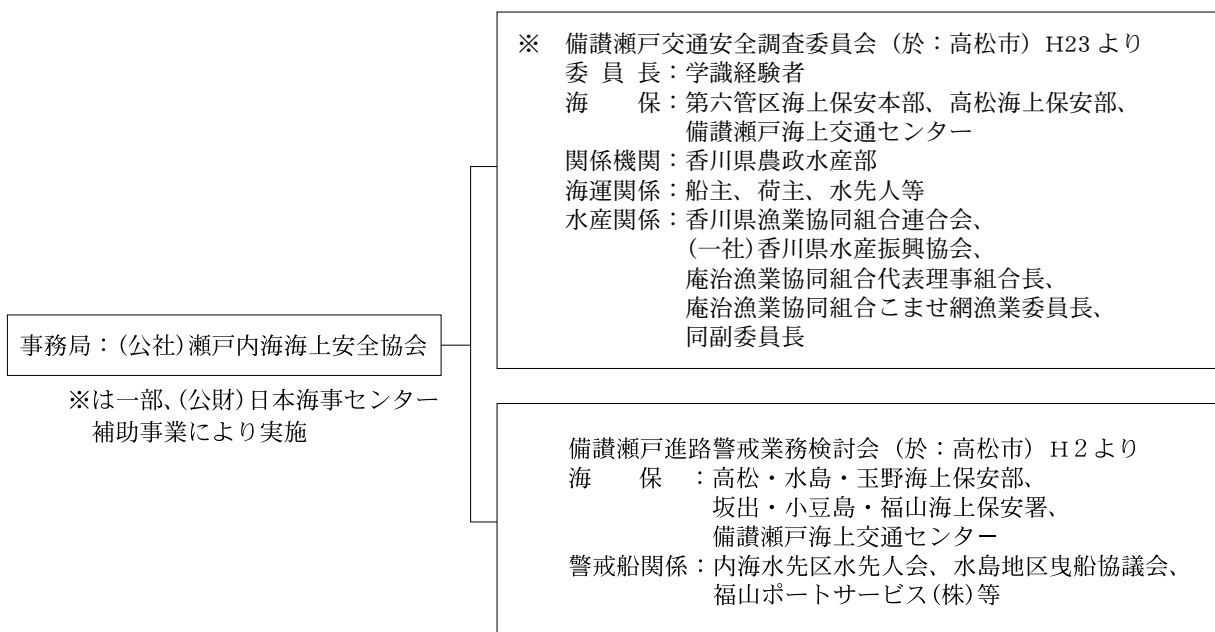 ※　備讃瀬戸交通安全調査委員会（於：高松市）H23より
委 員 長：学識経験者
海　　保：第六管区海上保安本部、高松海上保安部、
備讃瀬戸海上交通センター
関係機関：香川県農政水産部
海運関係：船主、荷主、水先人等
水産関係：香川県漁業協同組合連合会、
(一社)香川県水産振興協会、
庵治漁業協同組合代表理事組合長、
庵治漁業協同組合こませ網漁業委員長、
同副委員長
事務局：(公社)瀬戸内海海上安全協会
※は一部、(公財)日本海事センター
補助事業により実施
備讃瀬戸進路警戒業務検討会（於：高松市）H２より
海　　保　：高松・水島・玉野海上保安部、
坂出・小豆島・福山海上保安署、
備讃瀬戸海上交通センター
警戒船関係：内海水先区水先人会、水島地区曳船協議会、
福山ポートサービス(株)等